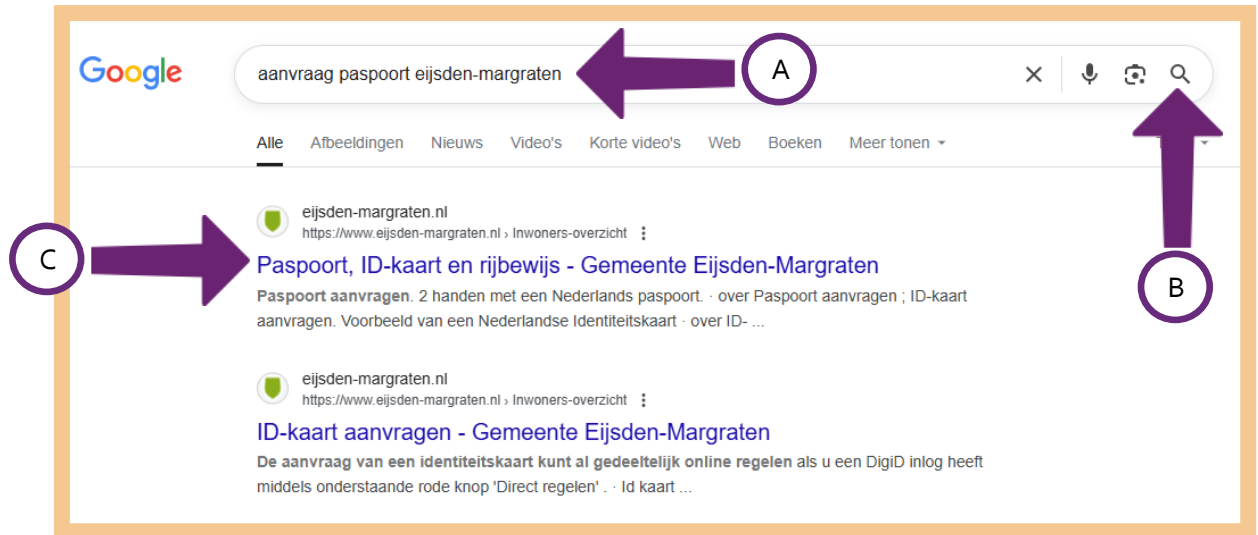 Google
aanvraag paspoort eijsden-margraten
A
Alle Afbeeldingen Nieuws Video's Korte video's Web Boeken Meer tonen
eijsden-margraten.nl
https://www.eijsden-margraten.nl › Inwoners-overzicht
C
Paspoort, ID-kaart en rijbewijs - Gemeente Eijsden-Margraten
B
Paspoort aanvragen. 2 handen met een Nederlands paspoort. · over Paspoort aanvragen ; ID-kaart
aanvragen. Voorbeeld van een Nederlandse Identiteitskaart · over ID- ...
eijsden-margraten.nl
https://www.eijsden-margraten.nl › Inwoners-overzicht
ID-kaart aanvragen - Gemeente Eijsden-Margraten
De aanvraag van een identiteitskaart kunt al gedeeltelijk online regelen als u een DigiD inlog heeft
middels onderstaande rode knop 'Direct regelen' . · Id kaart ...